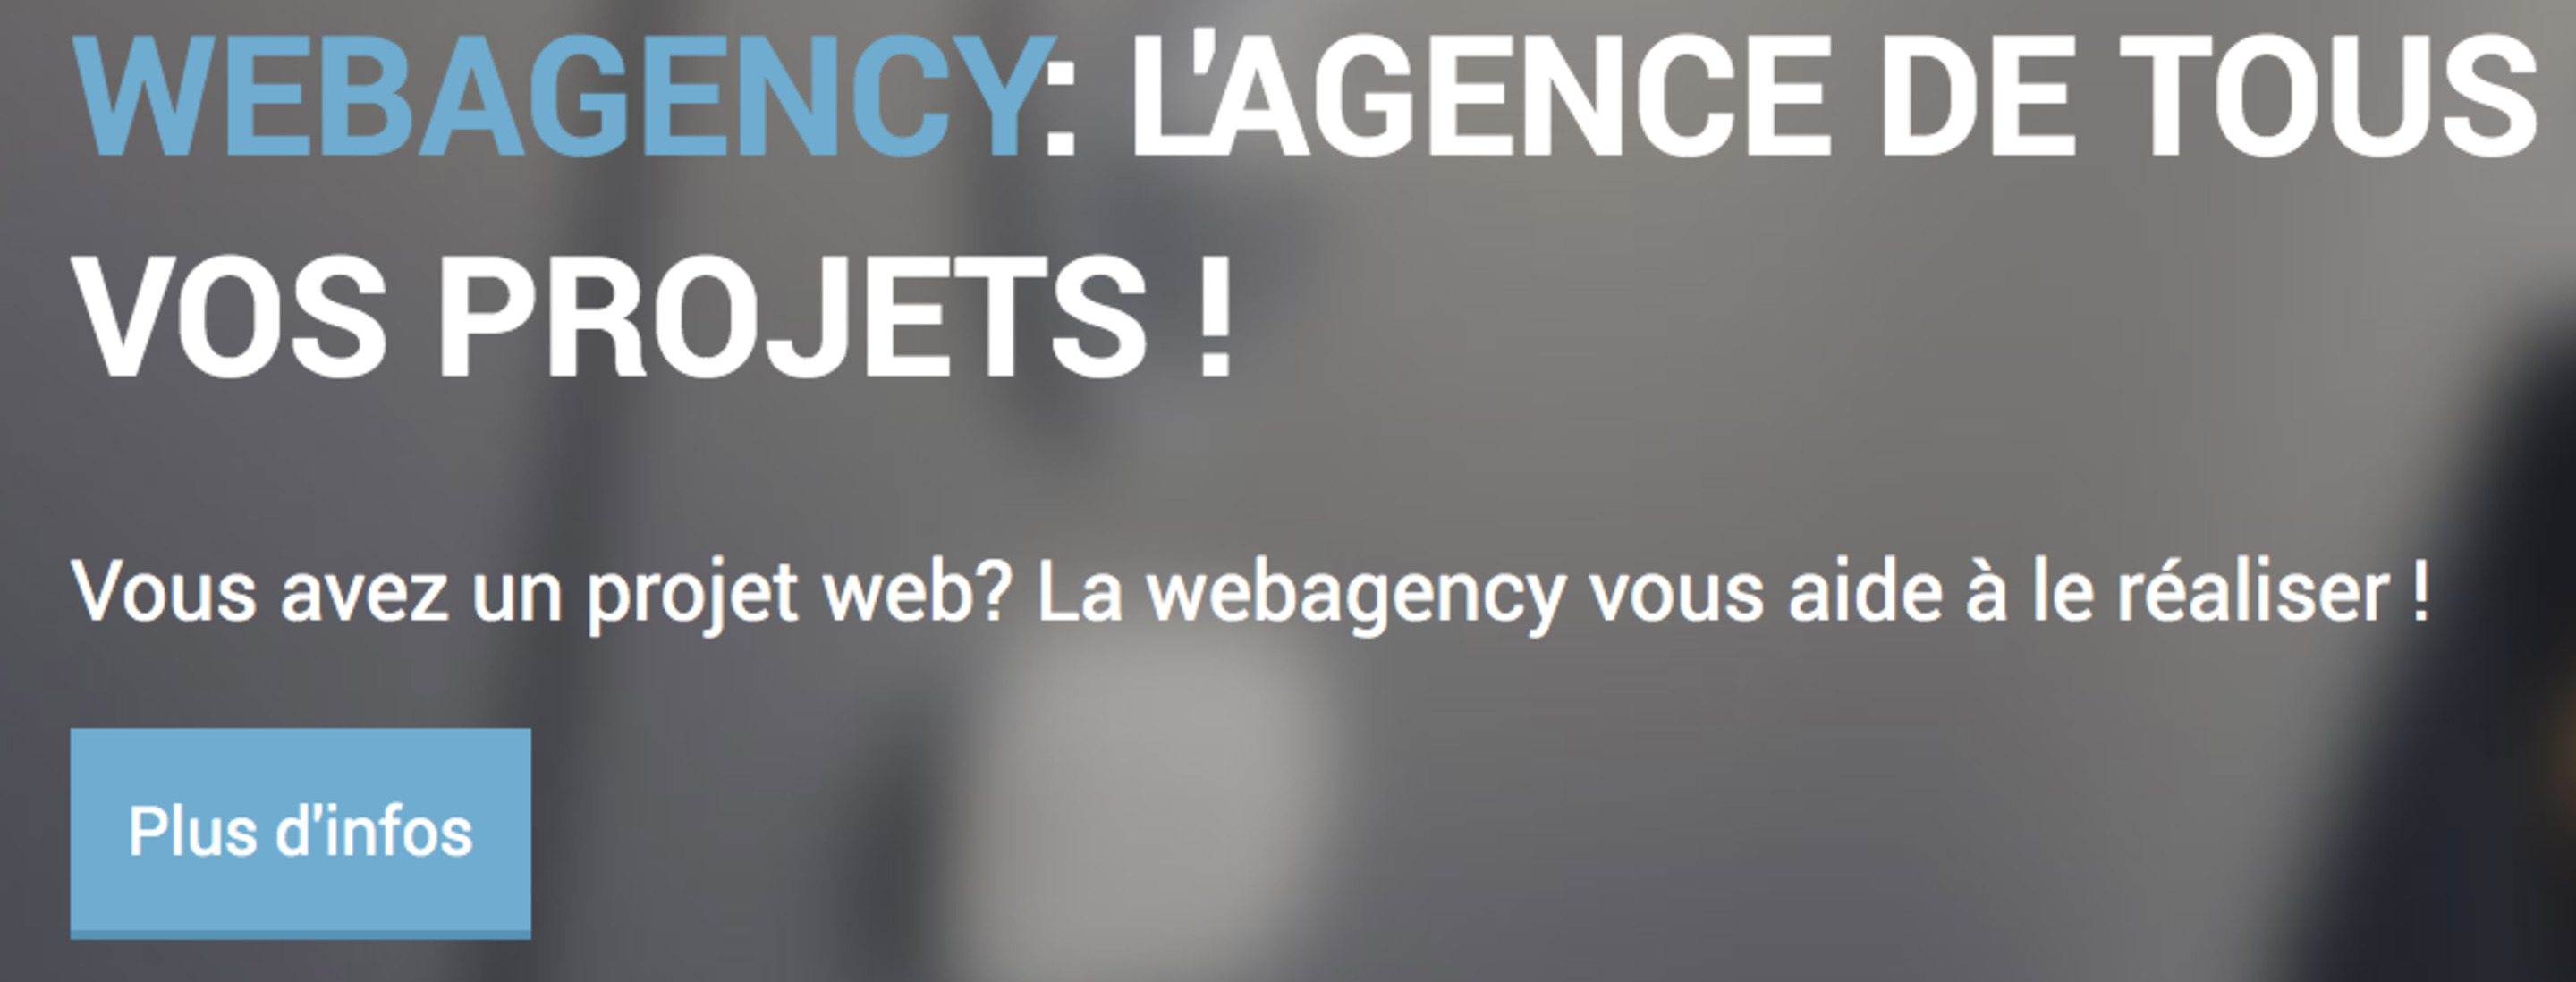 WEBAGENCY: L'AGENCE DE TOUS
VOS PROJETS !
Vous avez un projet web? La webagency vous aide à le réaliser !
Plus d'infos